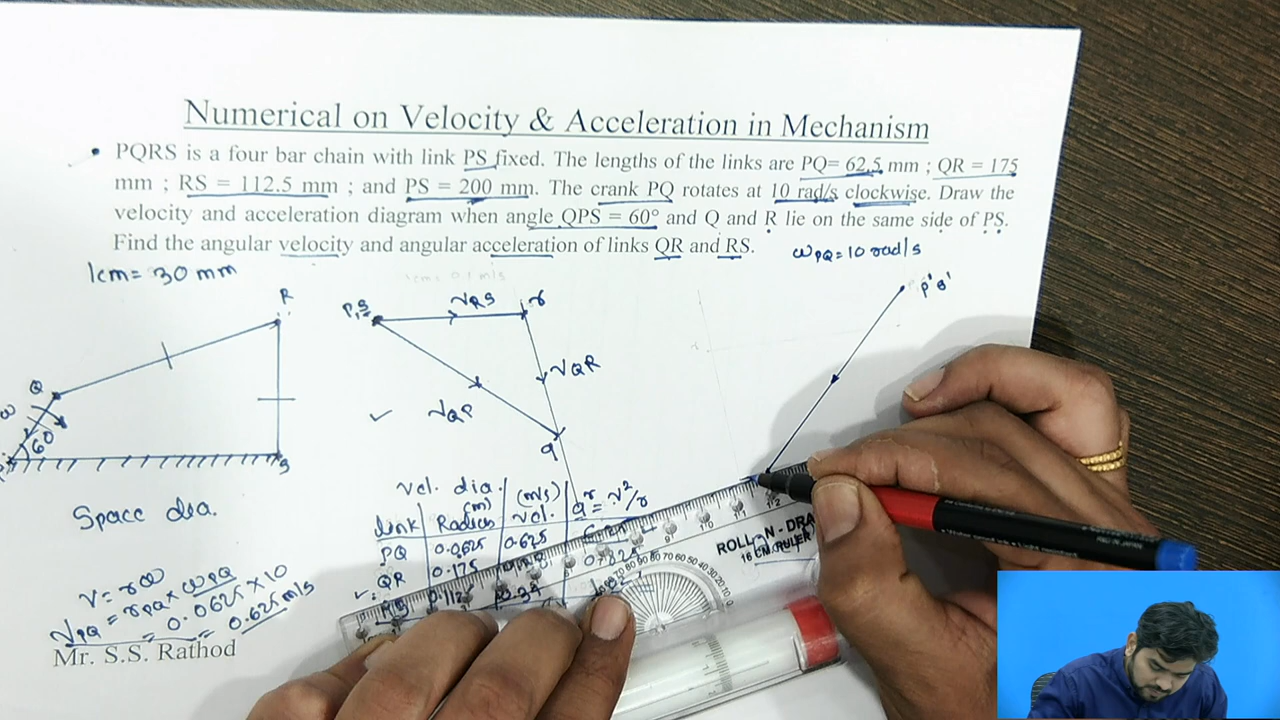 Numerical on Velocity & Acceleration in Mechanism
• PQRS is a four bar chain with link PS fixed. The lengths of the links are PQ= 62.5 mm ; QR = 175
mm ; RS = 112.5 mm ; and PS = 200 mm. The crank PQ rotates at 10 rad/s clockwise. Draw the
velocity and acceleration diagram when angle QPS = 60° and Q and R lie on the same side of PS.
Find the angular velocity and angular acceleration of links QR and RS.
ωPQ = 10 rad/s
1cm = 30 mm
R
Q
ω
60
S
Space dia.
P,S
VRS
r
VQR
VQP
q
p' s'
Vel. dia.
link
Radius (m)
(m/s) vel.
PQ
0.0625
0.625
QR
0.175
RS
0.34
V = rω
VPQ = rPQ × ωPQ
= 0.0625 × 10
= 0.625 m/s
Mr. S.S. Rathod
16 CM. RULER